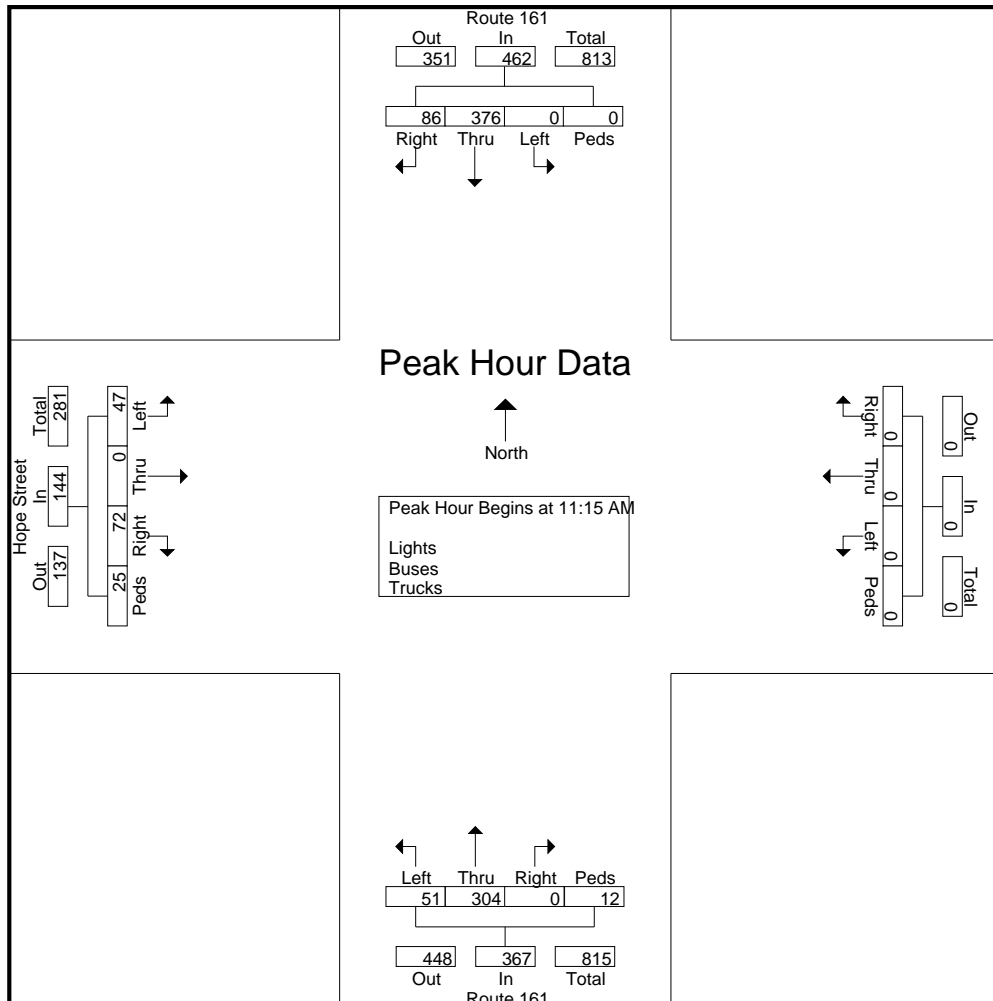 Route 161
Out In Total
351 462 813
86 376 0 0
Right Thru Left Peds
Peak Hour Data
North
Peak Hour Begins at 11:15 AM
Lights
Buses
Trucks
Hope Street
Total In Out
281 144 137
47 0 72 25
Left Thru Right Peds
Right Thru Left Peds
0 0 0 0
Out In Total
0 0 0
Left Thru Right Peds
51 304 0 12
448 367 815
Out In Total
Route 161